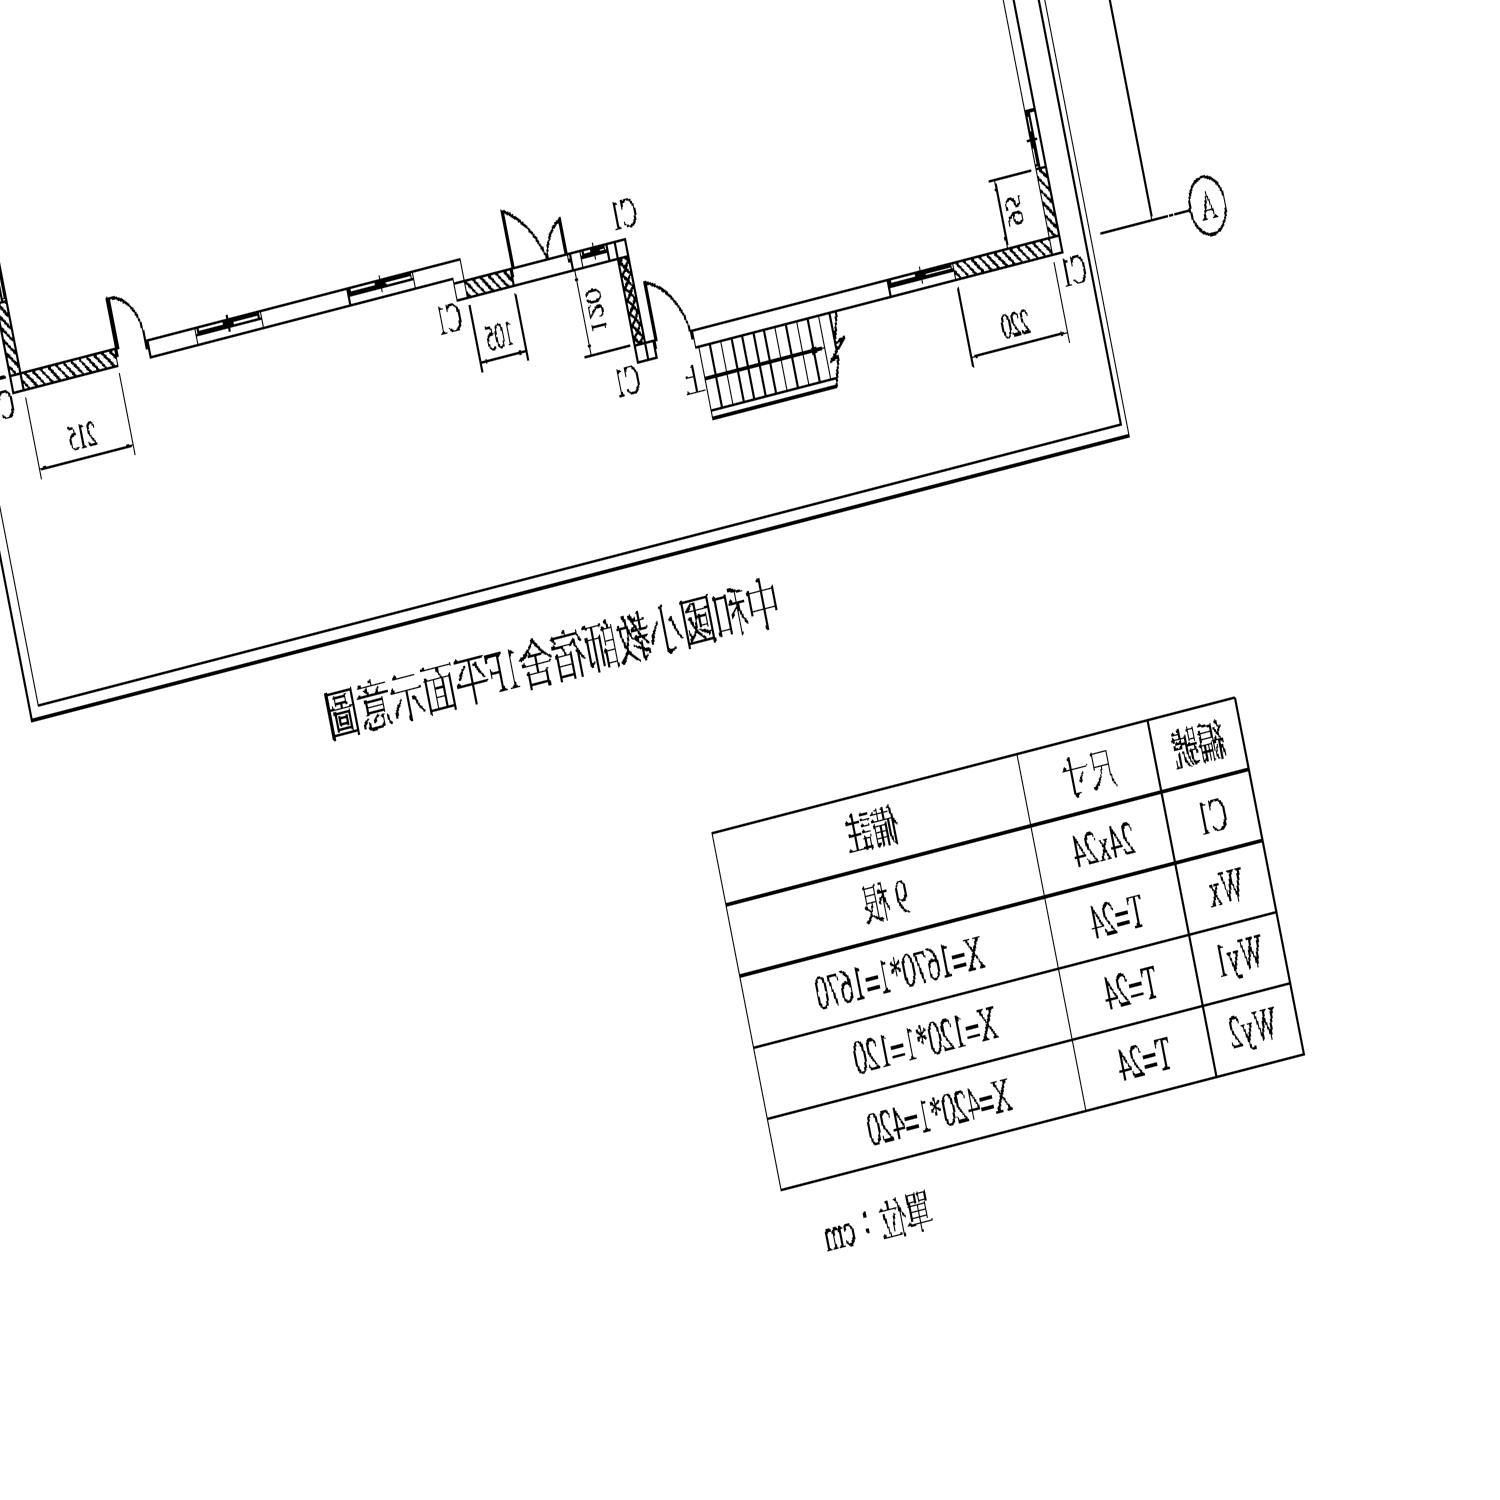 A
C1
95
C1
C1
105
120
220
C1
上
215
C
中和國小教師宿舍1F平面示意圖
編號 尺寸 備註
C1 24x24 9 根
Wx T=24 X=1670*1=1670
Wy1 T=24 X=120*1=120
Wy2 T=24 X=420*1=420
單位：cm